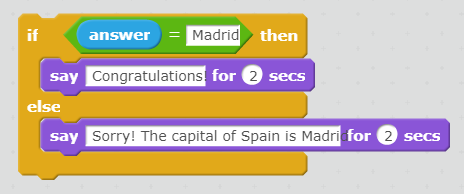 if answer = Madrid then
say Congratulations! for 2 secs
else
say Sorry! The capital of Spain is Madrid for 2 secs